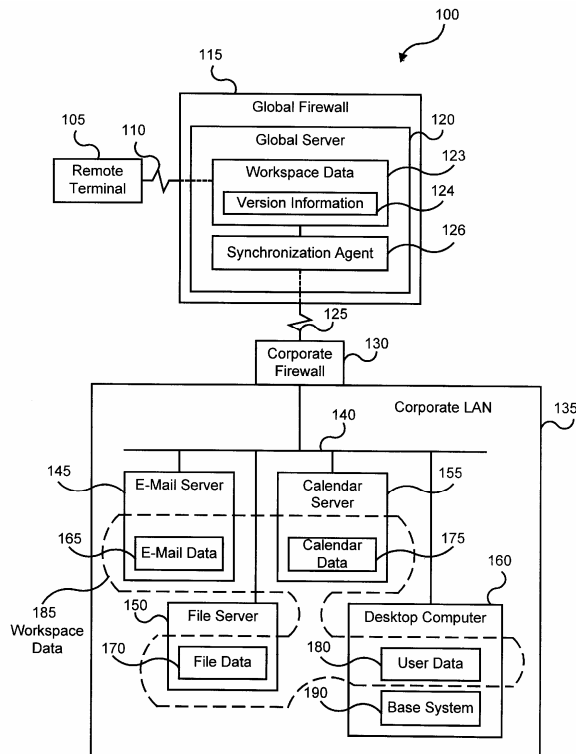 100
115
Global Firewall
120
Global Server
105
110
123
Workspace Data
Remote
Terminal
124
Version Information
126
Synchronization Agent
125
130
Corporate
Firewall
Corporate LAN
135
140
145
E-Mail Server
Calendar
Server
155
165
E-Mail Data
Calendar
Data
175
185
Workspace
Data
150
File Server
160
Desktop Computer
170
File Data
180
User Data
190
Base System